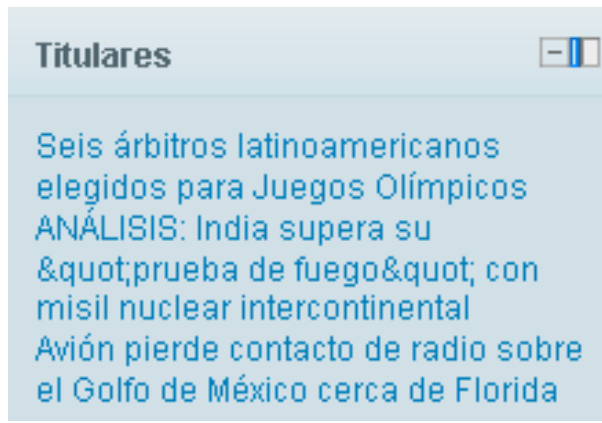 Titulares
Seis árbitros latinoamericanos
elegidos para Juegos Olímpicos
ANÁLISIS: India supera su
&quot;prueba de fuego&quot; con
misil nuclear intercontinental
Avión pierde contacto de radio sobre
el Golfo de México cerca de Florida